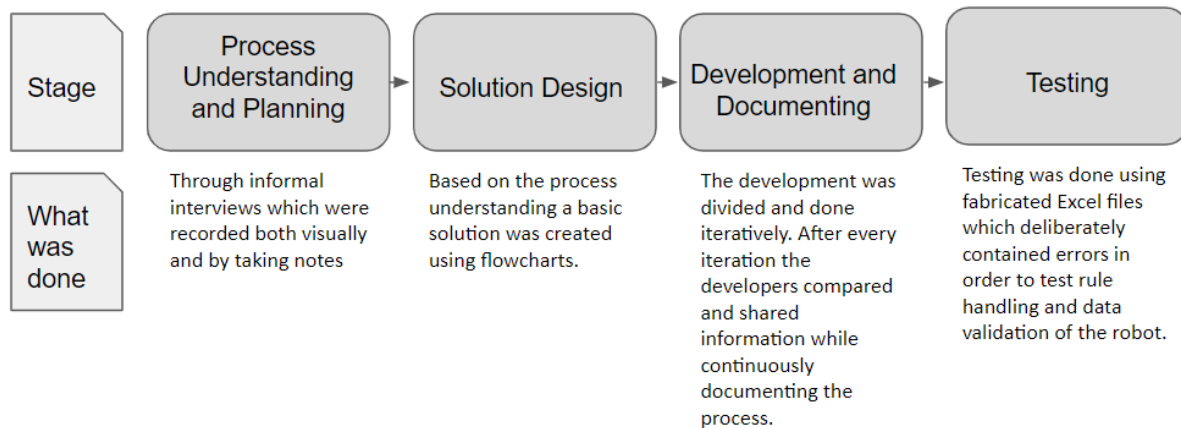 Stage
Process
Understanding
and Planning
Solution Design
Development and
Documenting
Testing
What
was
done
Through informal
interviews which were
recorded both visually
and by taking notes
Based on the process
understanding a basic
solution was created
using flowcharts.
The development was
divided and done
iteratively. After every
iteration the
developers compared
and shared
information while
continuously
documenting the
process.
Testing was done using
fabricated Excel files
which deliberately
contained errors in
order to test rule
handling and data
validation of the robot.